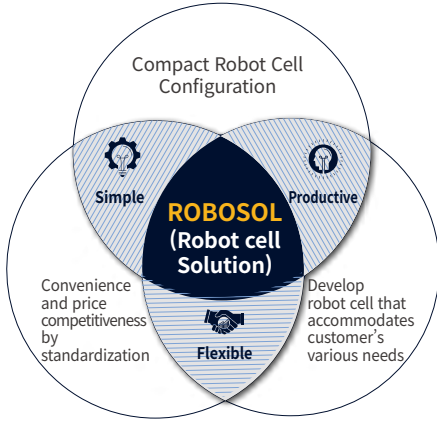 Compact Robot Cell
Configuration
Simple
Productive
ROBOSOL
(Robot cell
Solution)
Convenience
and price
competitiveness
by
standardization
Develop
robot cell that
accommodates
customer's
various needs
Flexible